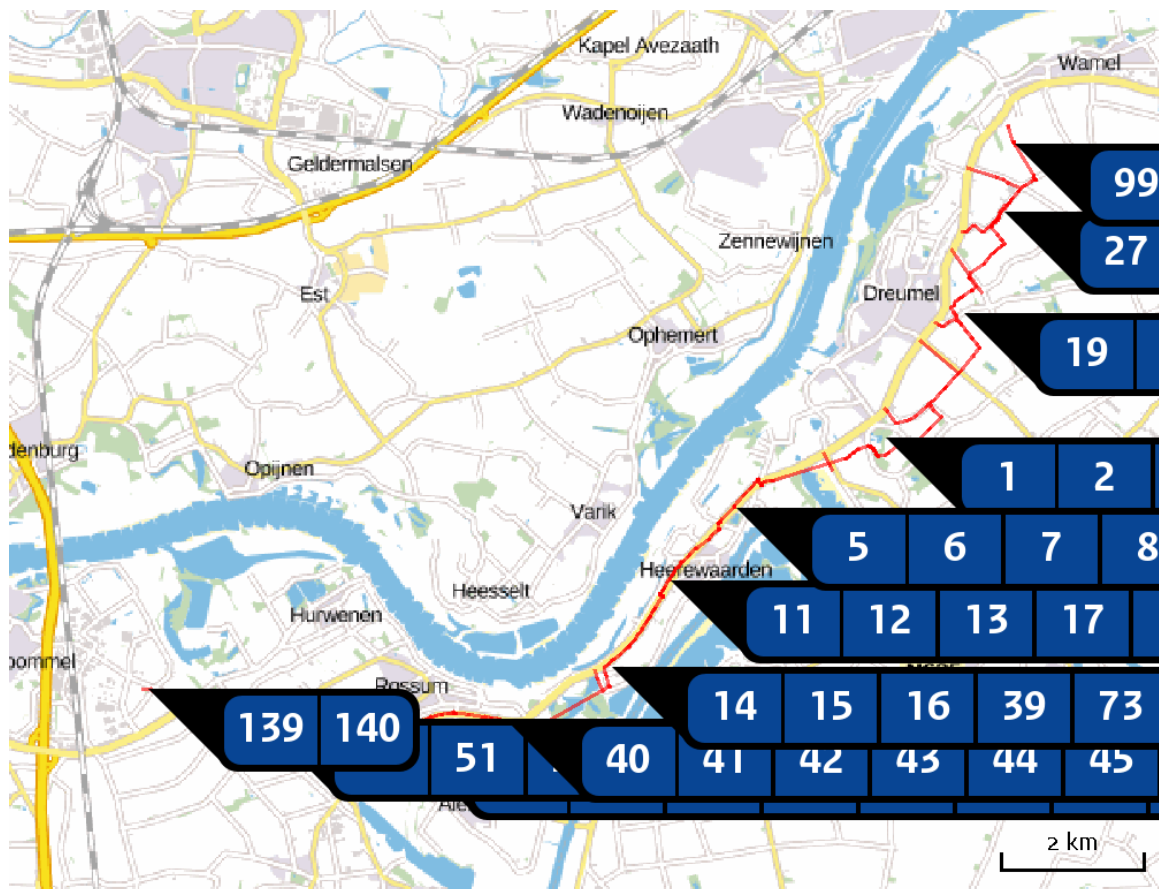 Kapel Avezaath
Wamel
Wadenoijen
Geldermalsen
99
Zennewijnen
27
Est
Dreumel
Ophemert
19
denburg
Opijnen
1 2
Varik
5 6 7 8
Heerewaarden
Heesselt
Hurwenen
11 12 13 17
ommel
Rossum
14 15 16 39 73
139 140
51 40 41 42 43 44 45
2 km